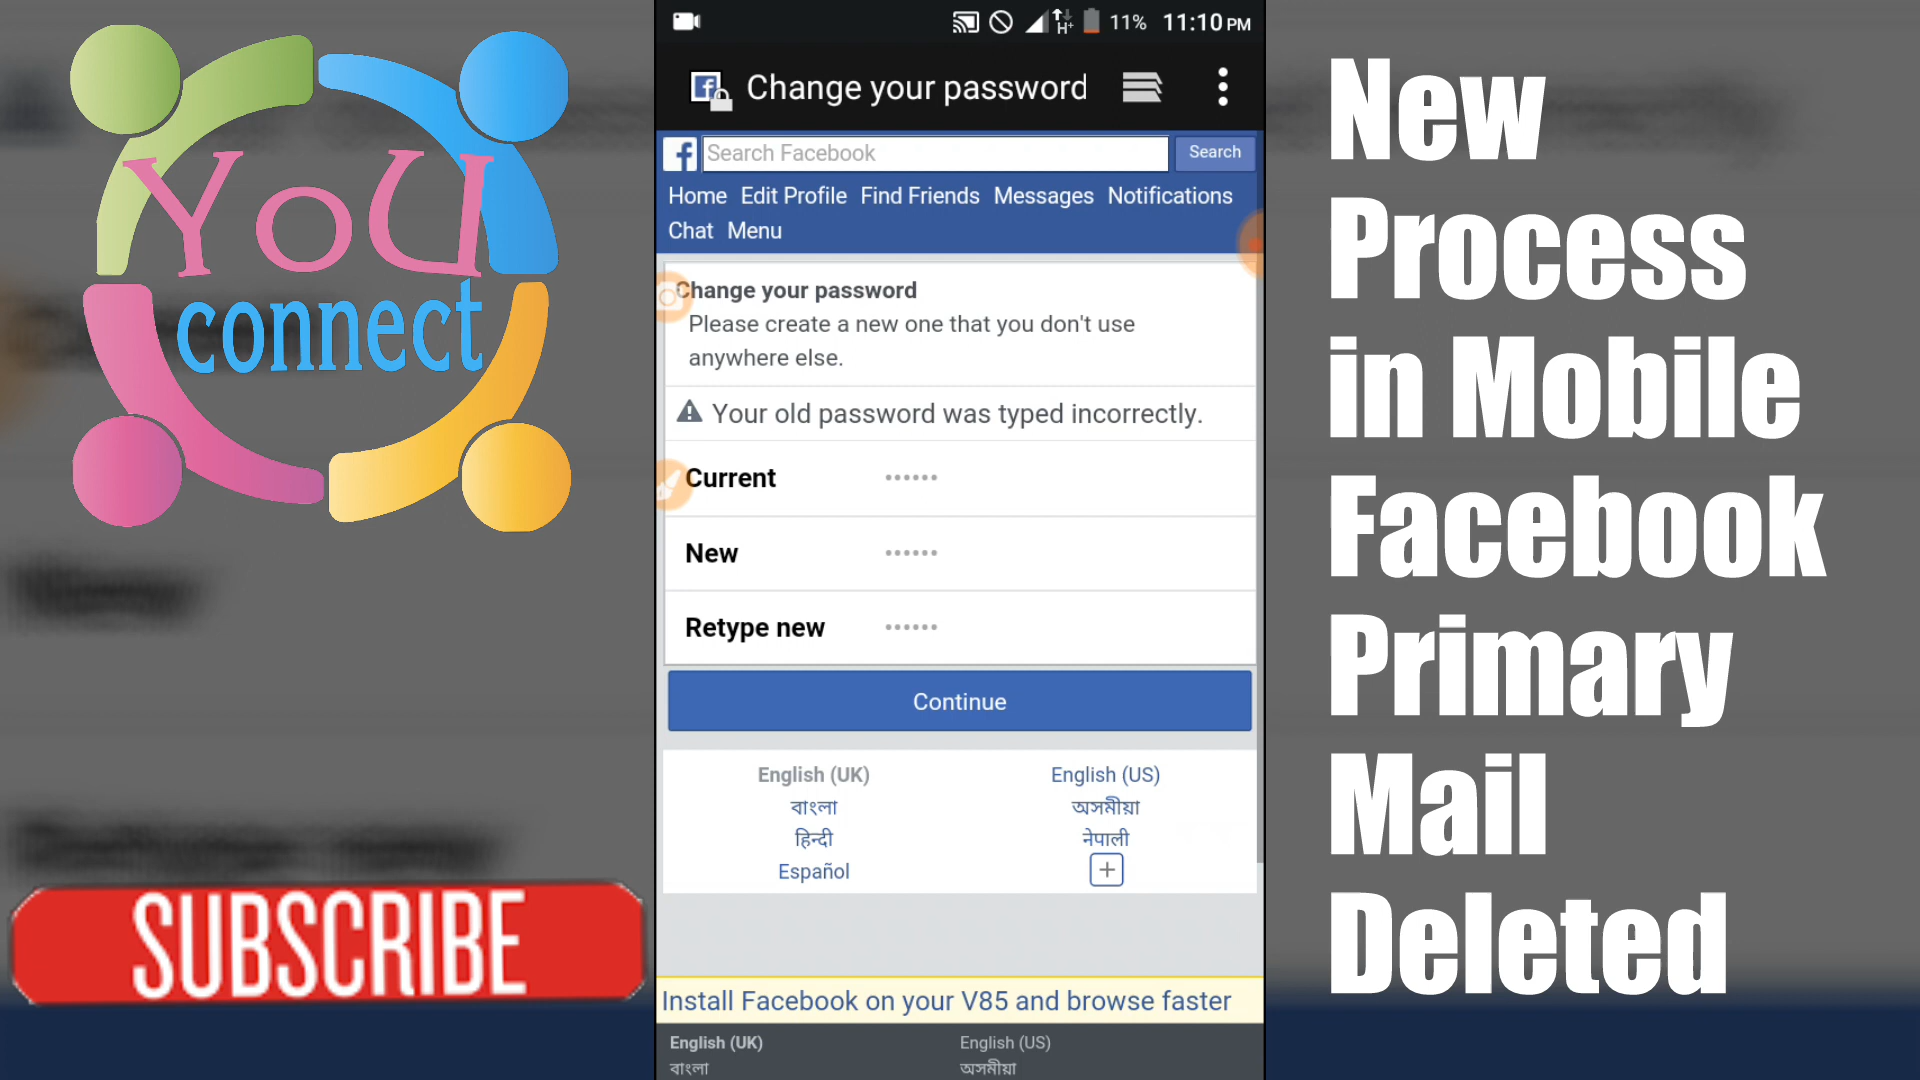 YoU
connect
SUBSCRIBE
11%
11:10 PM
Change your password
Search Facebook
Search
Home Edit Profile Find Friends Messages Notifications
Chat Menu
Change your password
Please create a new one that you don't use
anywhere else.
Your old password was typed incorrectly.
Current ••••••
New ••••••
Retype new ••••••
Continue
English (UK) English (US)
বাংলা অসমীয়া
हिन्दी नेपाली
Español +
Install Facebook on your V85 and browse faster
English (UK) English (US)
বাংলা অসমীয়া
New
Process
in Mobile
Facebook
Primary
Mail
Deleted